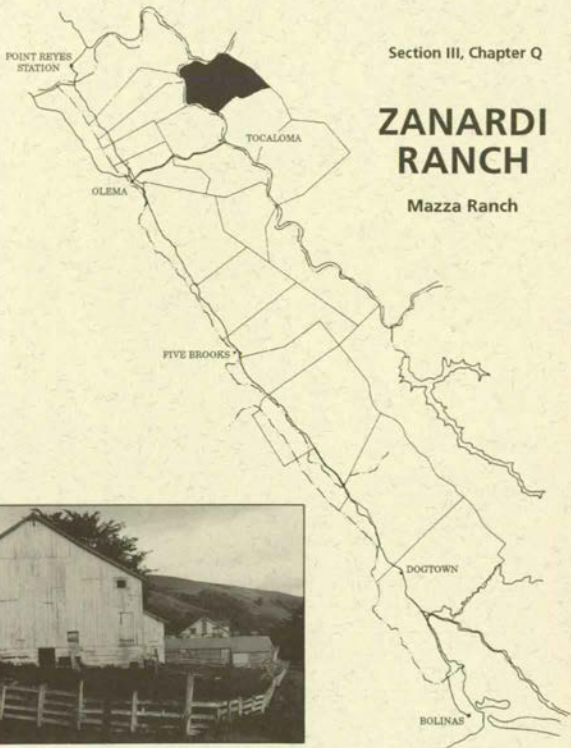 Section III, Chapter Q
ZANARDI
RANCH
Mazza Ranch
POINT REYES
STATION
TOCALOMA
OLEMA
FIVE BROOKS
DOGTOWN
BOLINAS